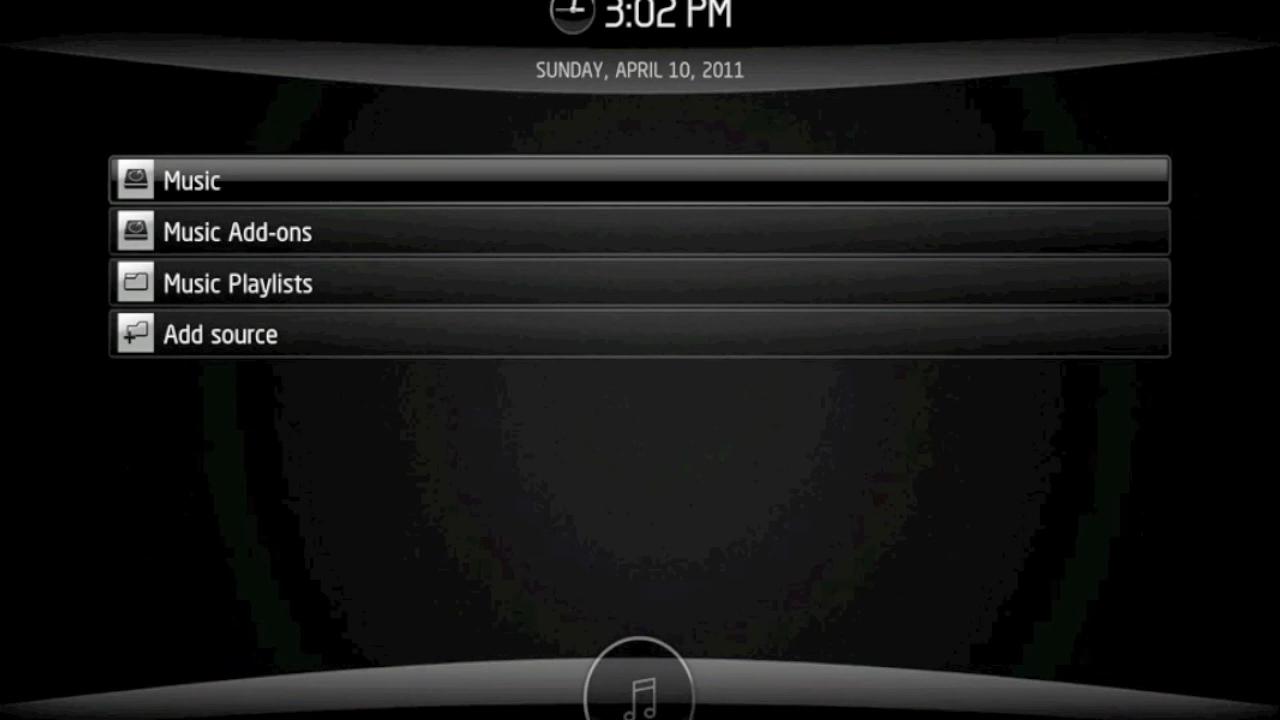 3:02 PM
SUNDAY, APRIL 10, 2011
Music
Music Add-ons
Music Playlists
Add source